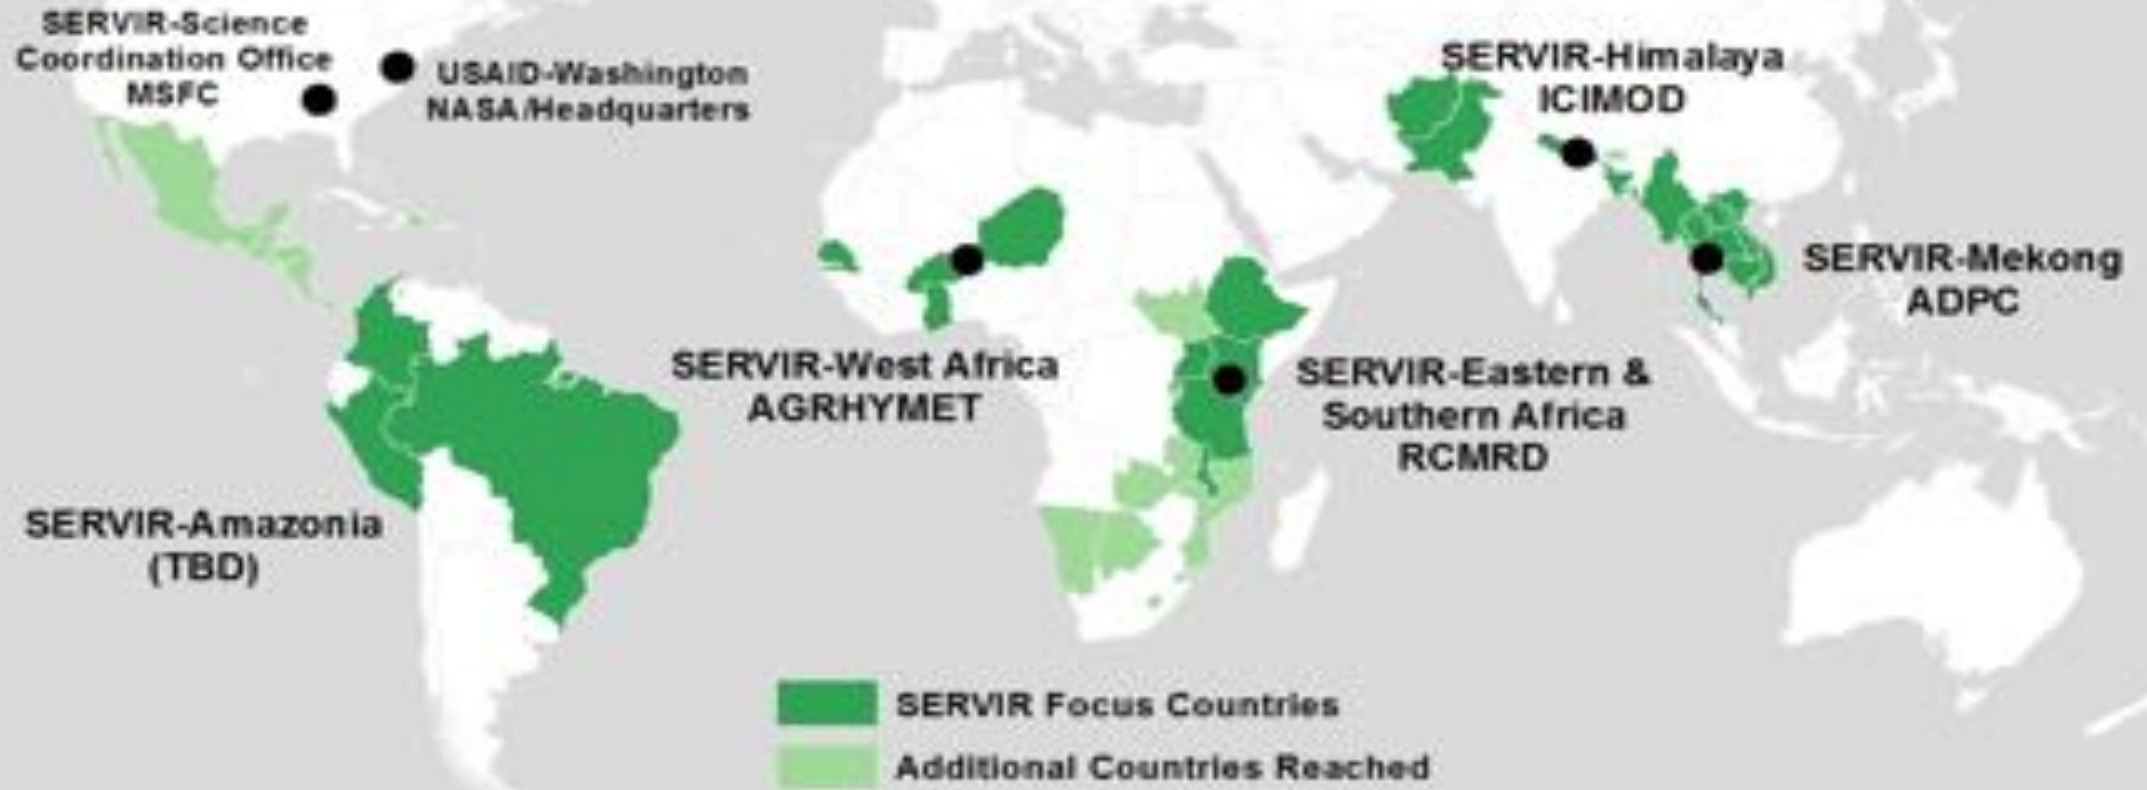 SERVIR-Science
Coordination Office
MSFC
USAID-Washington
NASA/Headquarters
SERVIR-Himalaya
ICIMOD
SERVIR-Mekong
ADPC
SERVIR-West Africa
AGRHYMET
SERVIR-Eastern &
Southern Africa
RCMRD
SERVIR-Amazonia
(TBD)
SERVIR Focus Countries
Additional Countries Reached